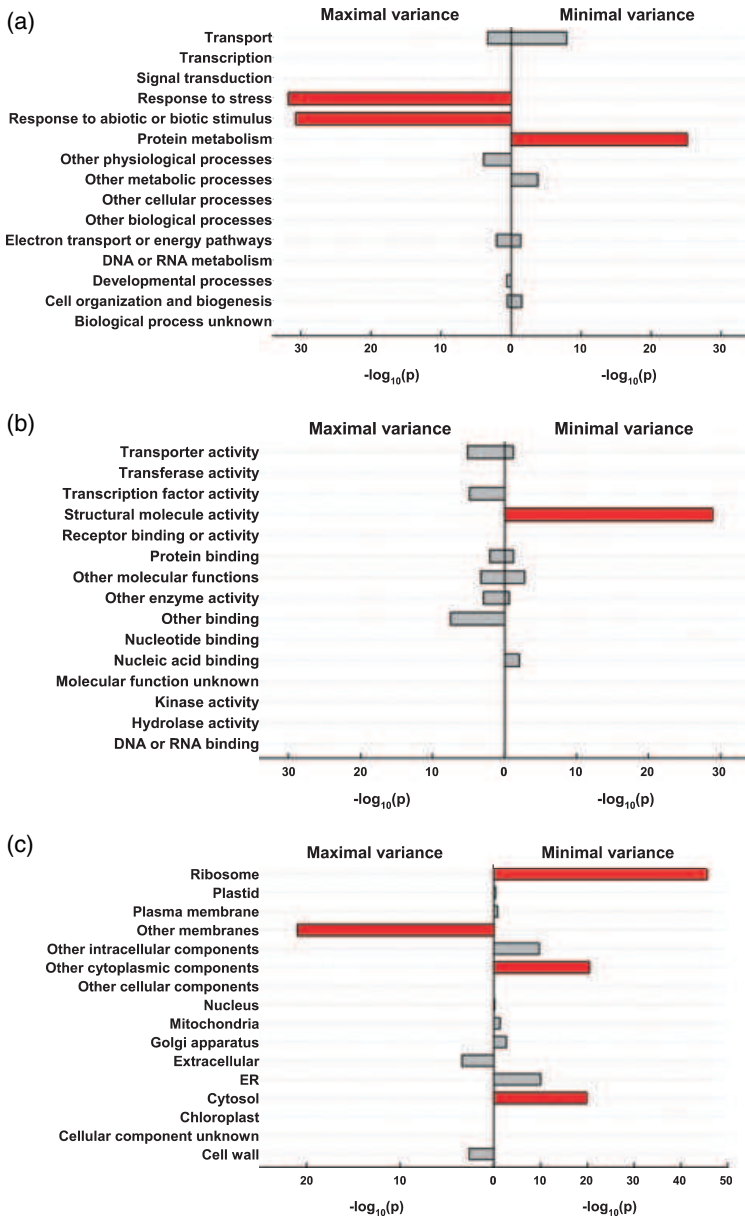 (a)
Maximal variance Minimal variance
Transport
Transcription
Signal transduction
Response to stress
Response to abiotic or biotic stimulus
Protein metabolism
Other physiological processes
Other metabolic processes
Other cellular processes
Other biological processes
Electron transport or energy pathways
DNA or RNA metabolism
Developmental processes
Cell organization and biogenesis
Biological process unknown
30 20 10 0 10 20 30
-log10(p) -log10(p)
(b)
Maximal variance Minimal variance
Transporter activity
Transferase activity
Transcription factor activity
Structural molecule activity
Receptor binding or activity
Protein binding
Other molecular functions
Other enzyme activity
Other binding
Nucleotide binding
Nucleic acid binding
Molecular function unknown
Kinase activity
Hydrolase activity
DNA or RNA binding
30 20 10 0 10 20 30
-log10(p) -log10(p)
(c)
Maximal variance Minimal variance
Ribosome
Plastid
Plasma membrane
Other membranes
Other intracellular components
Other cytoplasmic components
Other cellular components
Nucleus
Mitochondria
Golgi apparatus
Extracellular
ER
Cytosol
Chloroplast
Cellular component unknown
Cell wall
20 10 0 10 20 30 40 50
-log10(p) -log10(p)